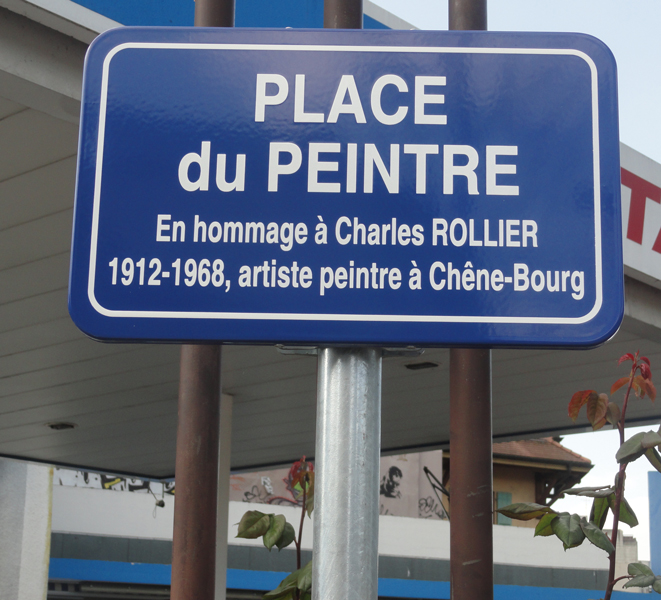 PLACE
du PEINTRE
En hommage à Charles ROLLIER
1912-1968, artiste peintre à Chêne-Bourg